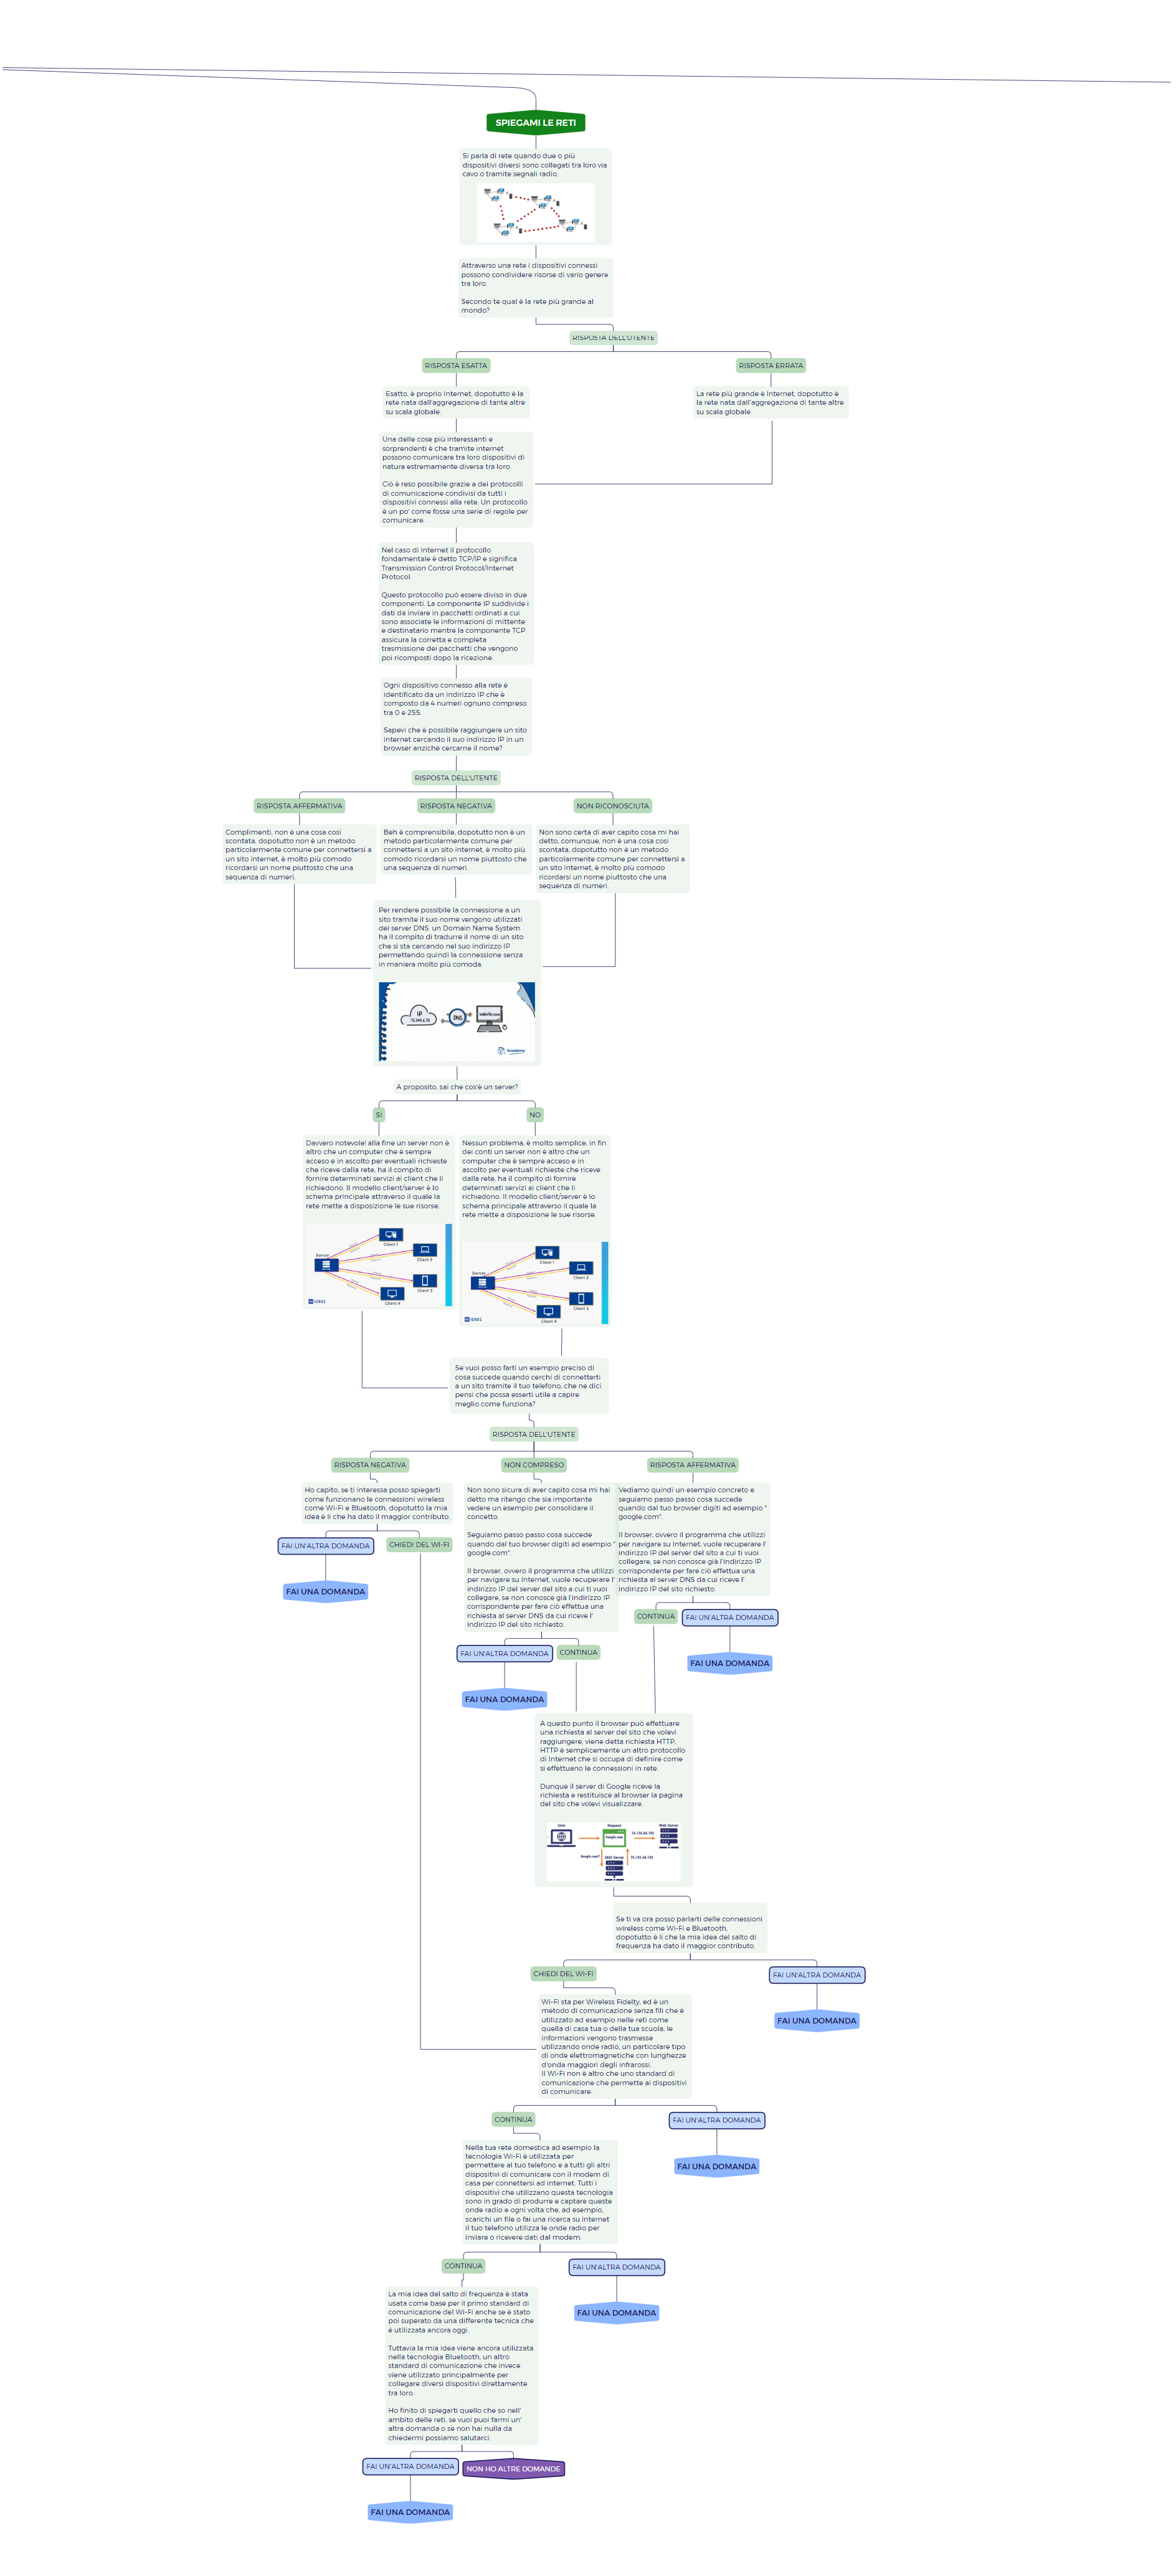 SPIEGAMI LE RETI
Si parla di rete quando due o più
dispositivi diversi sono collegati tra loro via
cavo o tramite segnali radio.
Attraverso una rete i dispositivi connessi
possono condividere risorse di vario genere
tra loro.
Secondo te qual è la rete più grande al
mondo?
RISPOSTA DELL'UTENTE
RISPOSTA ESATTA
RISPOSTA ERRATA
Esatto, è proprio Internet, dopotutto è la
rete nata dall'aggregazione di tante altre
su scala globale.
La rete più grande è Internet, dopotutto è
la rete nata dall'aggregazione di tante altre
su scala globale
Una delle cose più interessanti e
sorprendenti è che tramite internet
possono comunicare tra loro dispositivi di
natura estremamente diversa tra loro.
Ciò è reso possibile grazie a dei protocolli
di comunicazione condivisi da tutti i
dispositivi connessi alla rete. Un protocollo
è un po' come fosse una serie di regole per
comunicare.
Nel caso di Internet il protocollo
fondamentale è detto TCP/IP e significa
Transmission Control Protocol/Internet
Protocol.
Questo protocollo può essere diviso in due
componenti. La componente IP suddivide i
dati da inviare in pacchetti ordinati a cui
sono associate le informazioni di mittente
e destinatario mentre la componente TCP
assicura la corretta e completa
trasmissione dei pacchetti che vengono
poi ricomposti dopo la ricezione.
Ogni dispositivo connesso alla rete è
identificato da un indirizzo IP che è
composto da 4 numeri ognuno compreso
tra 0 e 255.
Sapevi che è possibile raggiungere un sito
internet cercando il suo indirizzo IP in un
browser anziché cercarne il nome?
RISPOSTA DELL'UTENTE
RISPOSTA AFFERMATIVA
RISPOSTA NEGATIVA
NON RICONOSCIUTA
Complimenti, non è una cosa così
scontata, dopotutto non è un metodo
particolarmente comune per connettersi a
un sito internet, è molto più comodo
ricordarsi un nome piuttosto che una
sequenza di numeri.
Beh è comprensibile, dopotutto non è un
metodo particolarmente comune per
connettersi a un sito internet, è molto più
comodo ricordarsi un nome piuttosto che
una sequenza di numeri.
Non sono certa di aver capito cosa mi hai
detto, comunque, non è una cosa così
scontata, dopotutto non è un metodo
particolarmente comune per connettersi a
un sito internet, è molto più comodo
ricordarsi un nome piuttosto che una
sequenza di numeri.
Per rendere possibile la connessione a un
sito tramite il suo nome vengono utilizzati
dei server DNS, un Domain Name System
ha il compito di tradurre il nome di un sito
che si sta cercando nel suo indirizzo IP
permettendo quindi la connessione senza
in maniera molto più comoda.
IP
DNS
Academy
A proposito, sai che cos'è un server?
SI
NO
Davvero notevole! alla fine un server non è
altro che un computer che è sempre
acceso e in ascolto per eventuali richieste
che riceve dalla rete, ha il compito di
fornire determinati servizi ai client che li
richiedono. Il modello client/server è lo
schema principale attraverso il quale la
rete mette a disposizione le sue risorse.
Server
Client 1
Client 2
Client 3
Client 4
Nessun problema, è molto semplice, in fin
dei conti un server non è altro che un
computer che è sempre acceso e in
ascolto per eventuali richieste che riceve
dalla rete, ha il compito di fornire
determinati servizi ai client che li
richiedono. Il modello client/server è lo
schema principale attraverso il quale la
rete mette a disposizione le sue risorse.
Server
Client 1
Client 2
Client 3
Client 4
Se vuoi posso farti un esempio preciso di
cosa succede quando cerchi di connetterti
a un sito tramite il tuo telefono, che ne dici
pensi che possa esserti utile a capire
meglio come funziona?
RISPOSTA DELL'UTENTE
RISPOSTA NEGATIVA
NON COMPRESO
RISPOSTA AFFERMATIVA
Ho capito, se ti interessa posso spiegarti
come funzionano le connessioni wireless
come Wi-Fi e Bluetooth, dopotutto la mia
idea è lì che ha dato il maggior contributo.
FAI UN'ALTRA DOMANDA
CHIEDI DEL WI-FI
FAI UNA DOMANDA
Non sono sicura di aver capito cosa mi hai
detto ma ritengo che sia importante
vedere un esempio per consolidare il
concetto.
Seguiamo passo passo cosa succede
quando dal tuo browser digiti ad esempio "
google.com".
Il browser, ovvero il programma che utilizzi
per navigare su Internet, vuole recuperare l'
indirizzo IP del server del sito a cui ti vuoi
collegare, se non conosce già l'indirizzo IP
corrispondente per fare ciò effettua una
richiesta al server DNS da cui riceve l'
indirizzo IP del sito richiesto.
FAI UN'ALTRA DOMANDA
CONTINUA
FAI UNA DOMANDA
Vediamo quindi un esempio concreto e
seguiamo passo passo cosa succede
quando dal tuo browser digiti ad esempio "
google.com".
Il browser, ovvero il programma che utilizzi
per navigare su Internet, vuole recuperare l'
indirizzo IP del server del sito a cui ti vuoi
collegare, se non conosce già l'indirizzo IP
corrispondente per fare ciò effettua una
richiesta al server DNS da cui riceve l'
indirizzo IP del sito richiesto.
CONTINUA
FAI UN'ALTRA DOMANDA
FAI UNA DOMANDA
A questo punto il browser può effettuare
una richiesta al server del sito che volevi
raggiungere, viene detta richiesta HTTP,
HTTP è semplicemente un altro protocollo
di Internet che si occupa di definire come
si effettuano le connessioni in rete.
Dunque il server di Google riceve la
richiesta e restituisce al browser la pagina
del sito che volevi visualizzare.
User
Request
Web Server
Google.com
Google.com?
DNS Server
Se ti va ora posso parlarti delle connessioni
wireless come Wi-Fi e Bluetooth,
dopotutto è lì che la mia idea del salto di
frequenza ha dato il maggior contributo.
CHIEDI DEL WI-FI
FAI UN'ALTRA DOMANDA
FAI UNA DOMANDA
Wi-Fi sta per Wireless Fidelty, ed è un
metodo di comunicazione senza fili che è
utilizzato ad esempio nelle reti come
quella di casa tua o della tua scuola, le
informazioni vengono trasmesse
utilizzando onde radio, un particolare tipo
di onde elettromagnetiche con lunghezze
d'onda maggiori degli infrarossi.
Il Wi-Fi non è altro che uno standard di
comunicazione che permette ai dispositivi
di comunicare.
CONTINUA
FAI UN'ALTRA DOMANDA
FAI UNA DOMANDA
Nella tua rete domestica ad esempio la
tecnologia Wi-Fi è utilizzata per
permettere al tuo telefono e a tutti gli altri
dispositivi di comunicare con il modem di
casa per connettersi ad internet. Tutti i
dispositivi che utilizzano questa tecnologia
sono in grado di produrre e captare queste
onde radio e ogni volta che, ad esempio,
scarichi un file o fai una ricerca su internet
il tuo telefono utilizza le onde radio per
inviare o ricevere dati dal modem.
CONTINUA
FAI UN'ALTRA DOMANDA
FAI UNA DOMANDA
La mia idea del salto di frequenza è stata
usata come base per il primo standard di
comunicazione del Wi-Fi anche se è stato
poi superato da una differente tecnica che
è utilizzata ancora oggi.
Tuttavia la mia idea viene ancora utilizzata
nella tecnologia Bluetooth, un altro
standard di comunicazione che invece
viene utilizzato principalmente per
collegare diversi dispositivi direttamente
tra loro.
Ho finito di spiegarti quello che so nell'
ambito delle reti, se vuoi puoi farmi un'
altra domanda o se non hai nulla da
chiedermi possiamo salutarci.
FAI UN'ALTRA DOMANDA
NON HO ALTRE DOMANDE
FAI UNA DOMANDA